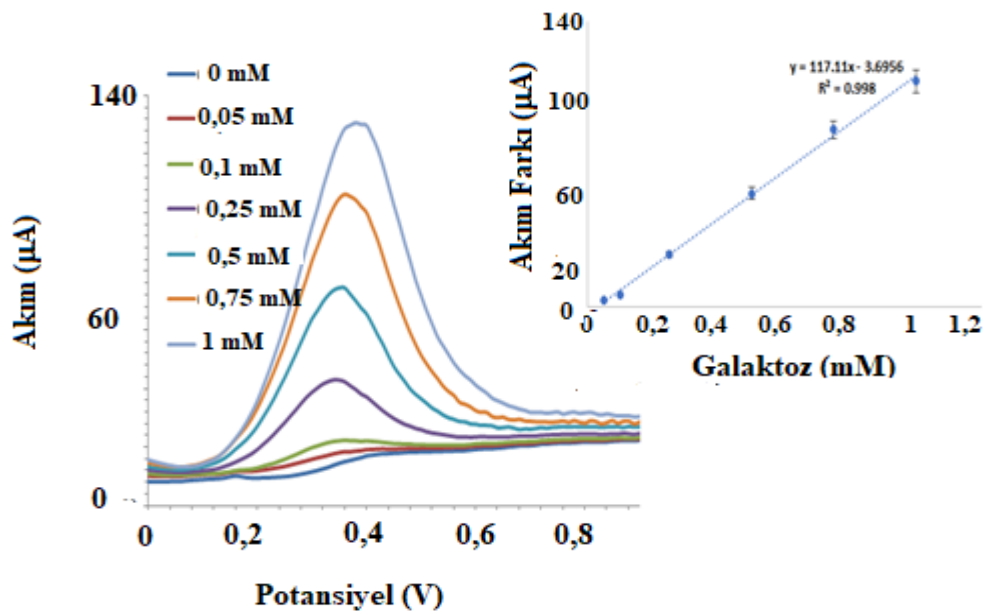 0 mM
0,05 mM
0,1 mM
0,25 mM
0,5 mM
0,75 mM
1 mM
140
60
0
Akım (µA)
0
0,2
0,4
0,6
0,8
Potansiyel (V)
140
100
60
20
0
Akım Farkı (µA)
y = 117.11x - 3.6956
R² = 0.998
0
0,2
0,4
0,6
0,8
1
1,2
Galaktoz (mM)